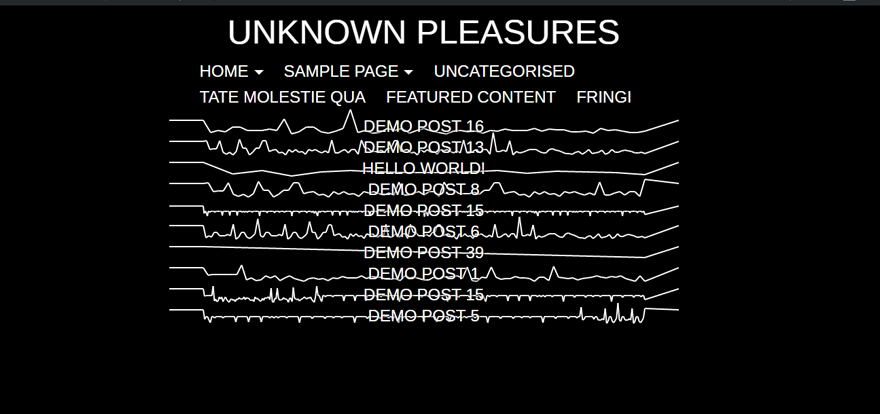 UNKNOWN PLEASURES
HOME SAMPLE PAGE UNCATEGORISED
TATE MOLESTIE QUA FEATURED CONTENT FRINGI
DEMO POST 16
DEMO POST 13
HELLO WORLD!
DEMO POST 8
DEMO POST 15
DEMO POST 6
DEMO POST 39
DEMO POST 1
DEMO POST 15
DEMO POST 5